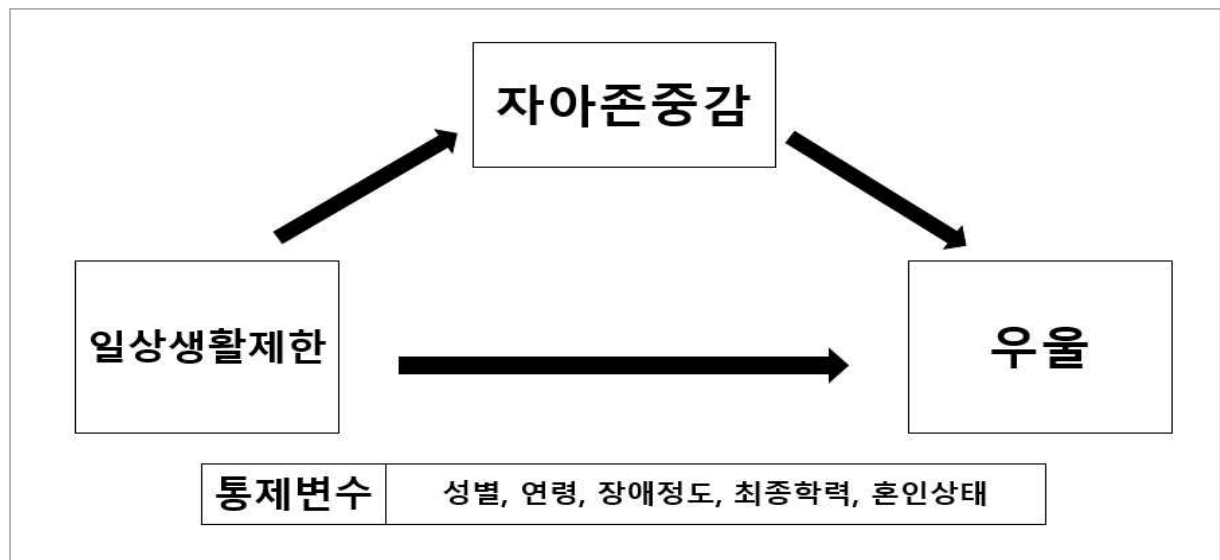 자아존중감
일상생활제한
우울
통제변수
성별, 연령, 장애정도, 최종학력, 혼인상태